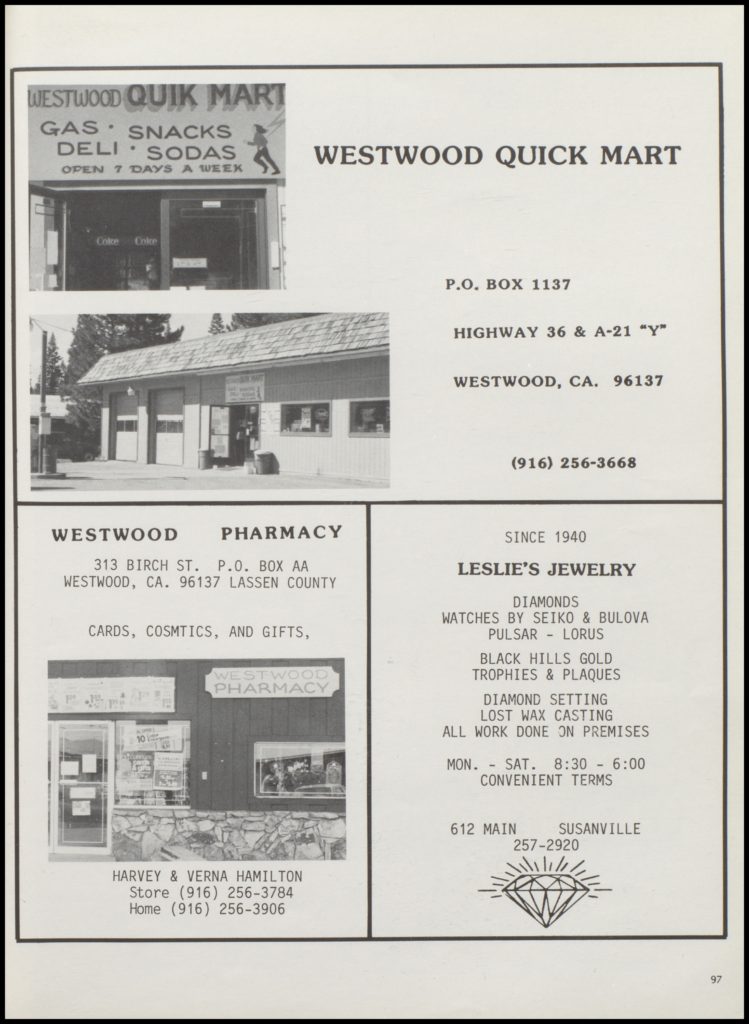 WESTWOOD QUIK MART
GAS · SNACKS
DELI · SODAS
OPEN 7 DAYS A WEEK
Coke Coke
WESTWOOD QUICK MART
P.O. BOX 1137
HIGHWAY 36 & A-21 "Y"
WESTWOOD, CA. 96137
(916) 256-3668
QUIK MART
WESTWOOD PHARMACY
313 BIRCH ST. P.O. BOX AA
WESTWOOD, CA. 96137 LASSEN COUNTY
CARDS, COSMTICS, AND GIFTS,
WESTWOOD
PHARMACY
HARVEY & VERNA HAMILTON
Store (916) 256-3784
Home (916) 256-3906
SINCE 1940
LESLIE'S JEWELRY
DIAMONDS
WATCHES BY SEIKO & BULOVA
PULSAR - LORUS
BLACK HILLS GOLD
TROPHIES & PLAQUES
DIAMOND SETTING
LOST WAX CASTING
ALL WORK DONE ON PREMISES
MON. - SAT. 8:30 - 6:00
CONVENIENT TERMS
612 MAIN SUSANVILLE
257-2920
97